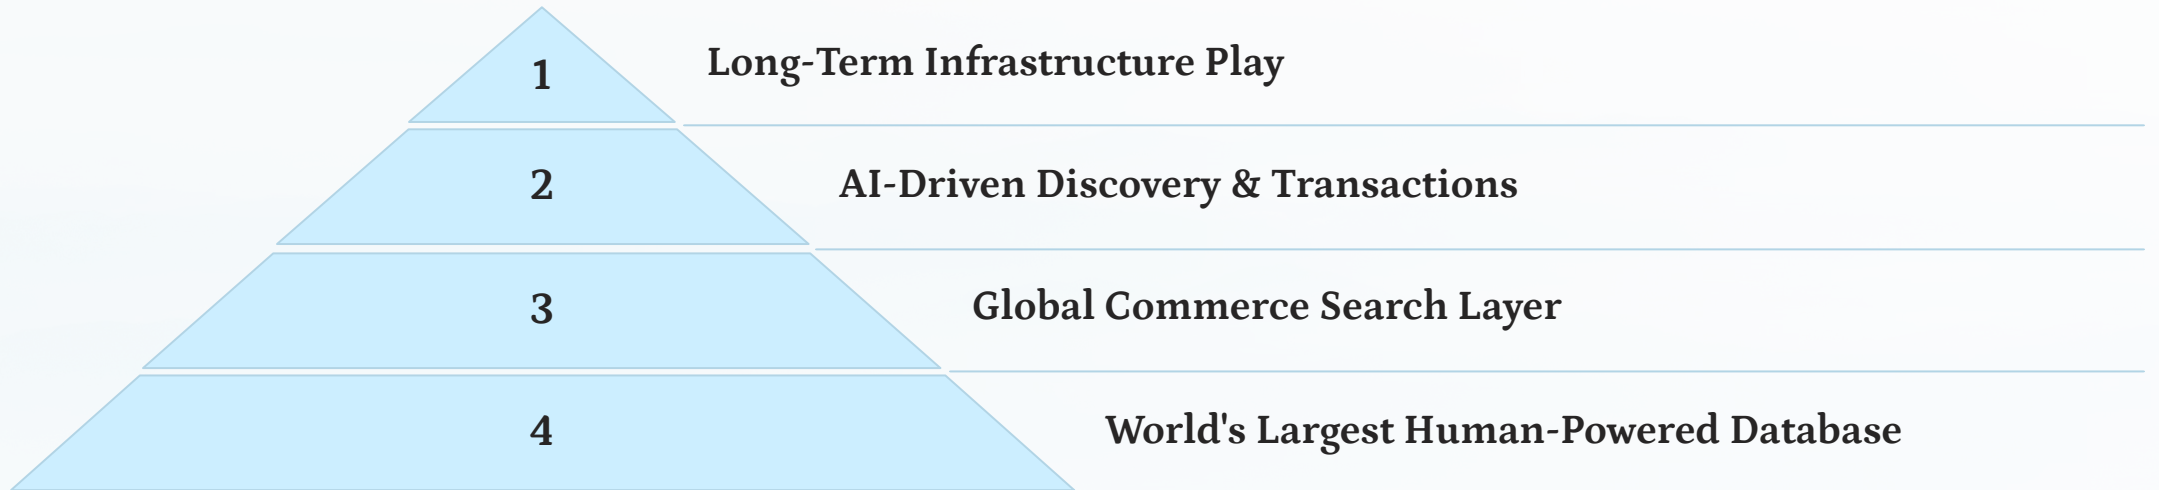 1
Long-Term Infrastructure Play
2
AI-Driven Discovery & Transactions
3
Global Commerce Search Layer
4
World's Largest Human-Powered Database